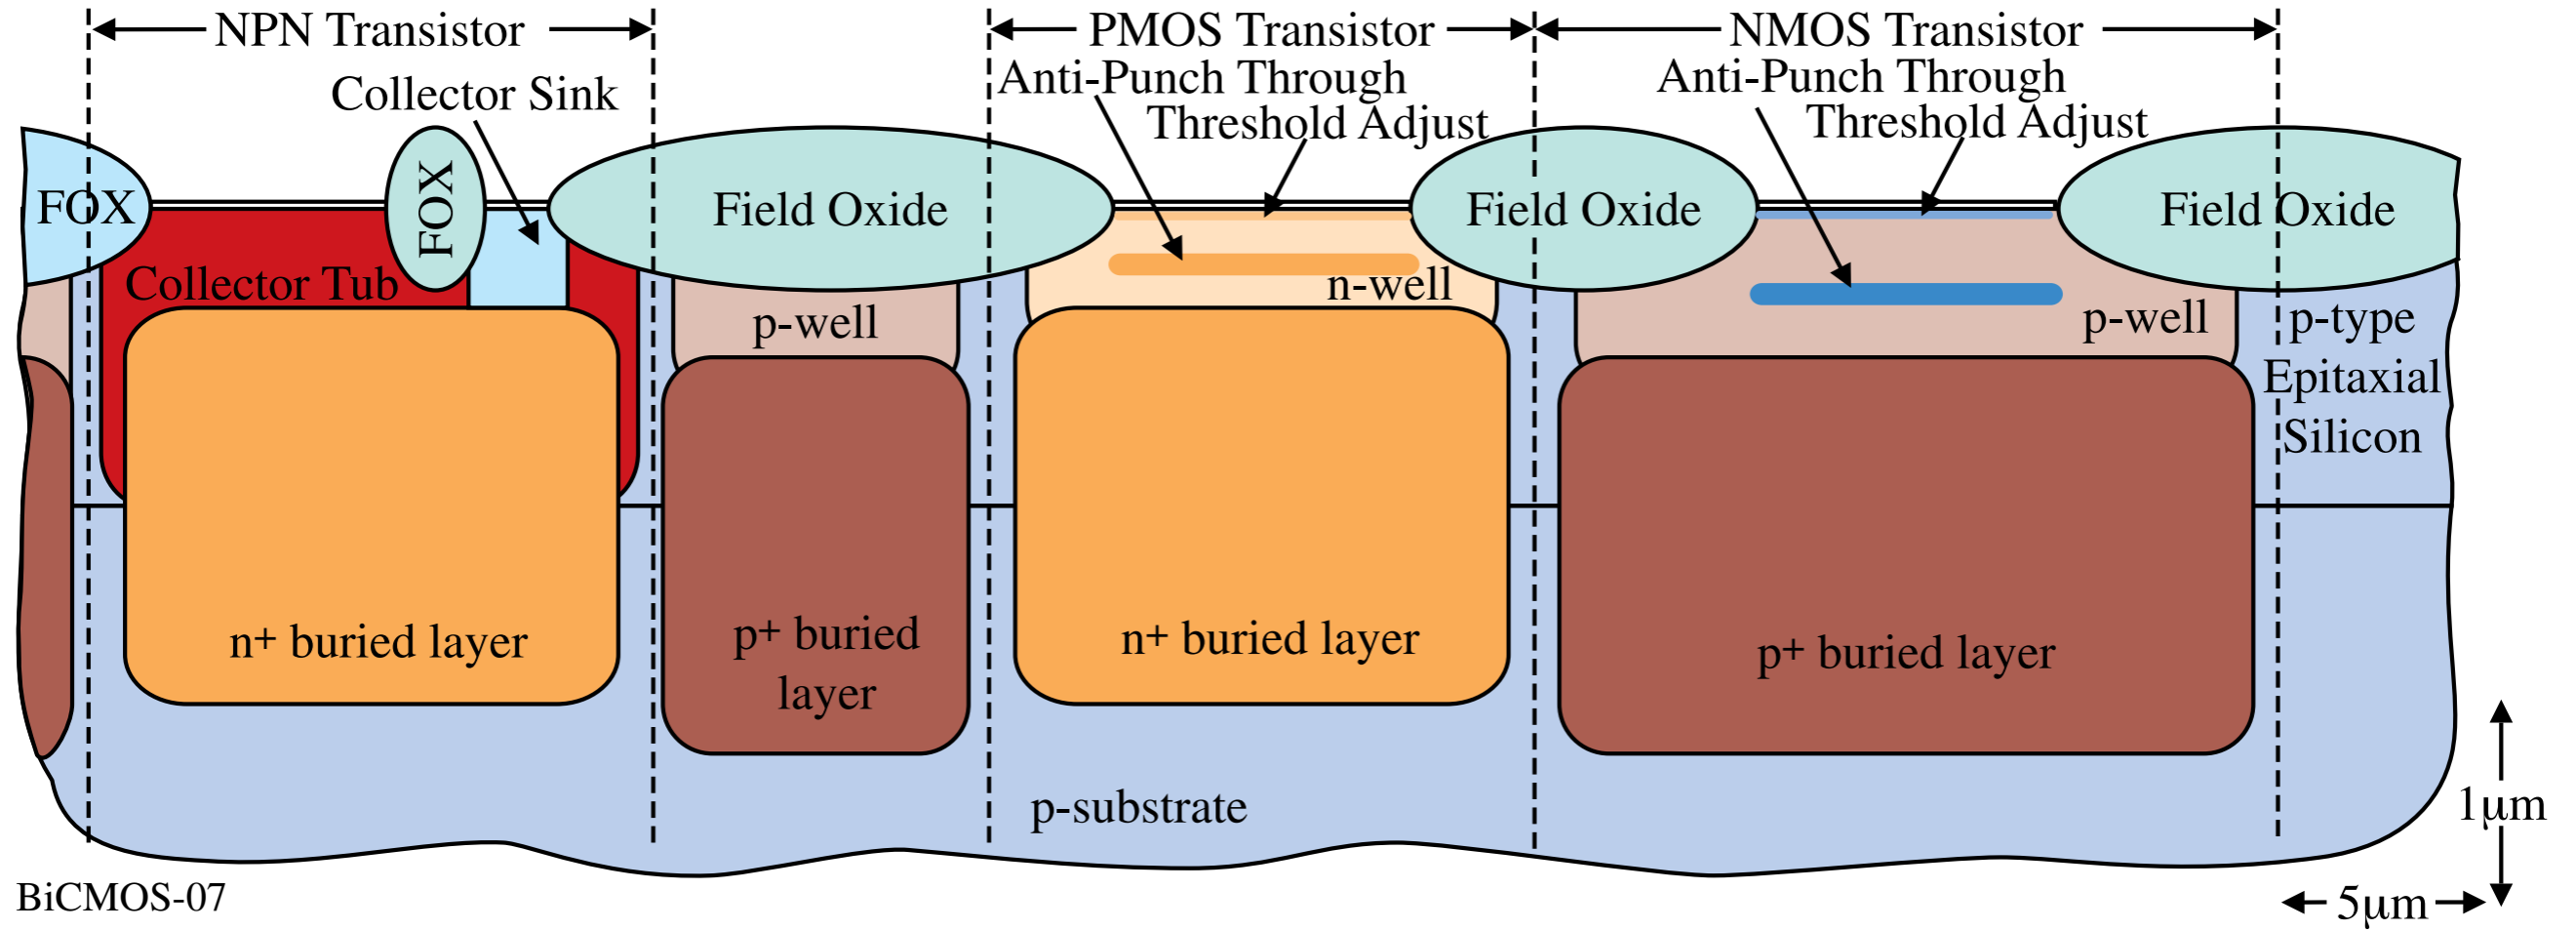 NPN Transistor
PMOS Transistor
NMOS Transistor
Collector Sink
Anti-Punch Through
Threshold Adjust
Anti-Punch Through
Threshold Adjust
FOX
FOX
Field Oxide
Field Oxide
Field Oxide
Collector Tub
p-well
n-well
p-well
p-type
Epitaxial
Silicon
n+ buried layer
p+ buried
layer
n+ buried layer
p+ buried layer
p-substrate
1μm
5μm
BiCMOS-07